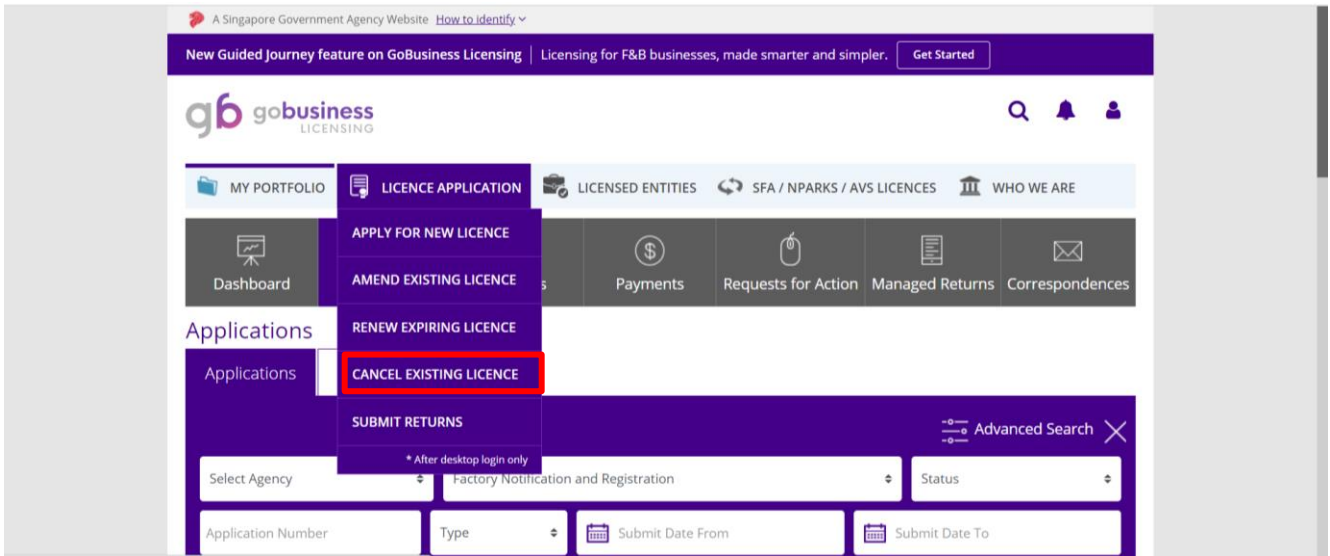 A Singapore Government Agency Website How to identify
New Guided Journey feature on GoBusiness Licensing | Licensing for F&B businesses, made smarter and simpler. Get Started
gb gobusiness
LICENSING
MY PORTFOLIO LICENCE APPLICATION LICENSED ENTITIES SFA / NPARKS / AVS LICENCES WHO WE ARE
APPLY FOR NEW LICENCE
AMEND EXISTING LICENCE
RENEW EXPIRING LICENCE
CANCEL EXISTING LICENCE
SUBMIT RETURNS
* After desktop login only
Dashboard s Payments Requests for Action Managed Returns Correspondences
Applications
Applications
Advanced Search
Select Agency Factory Notification and Registration Status
Application Number Type Submit Date From Submit Date To